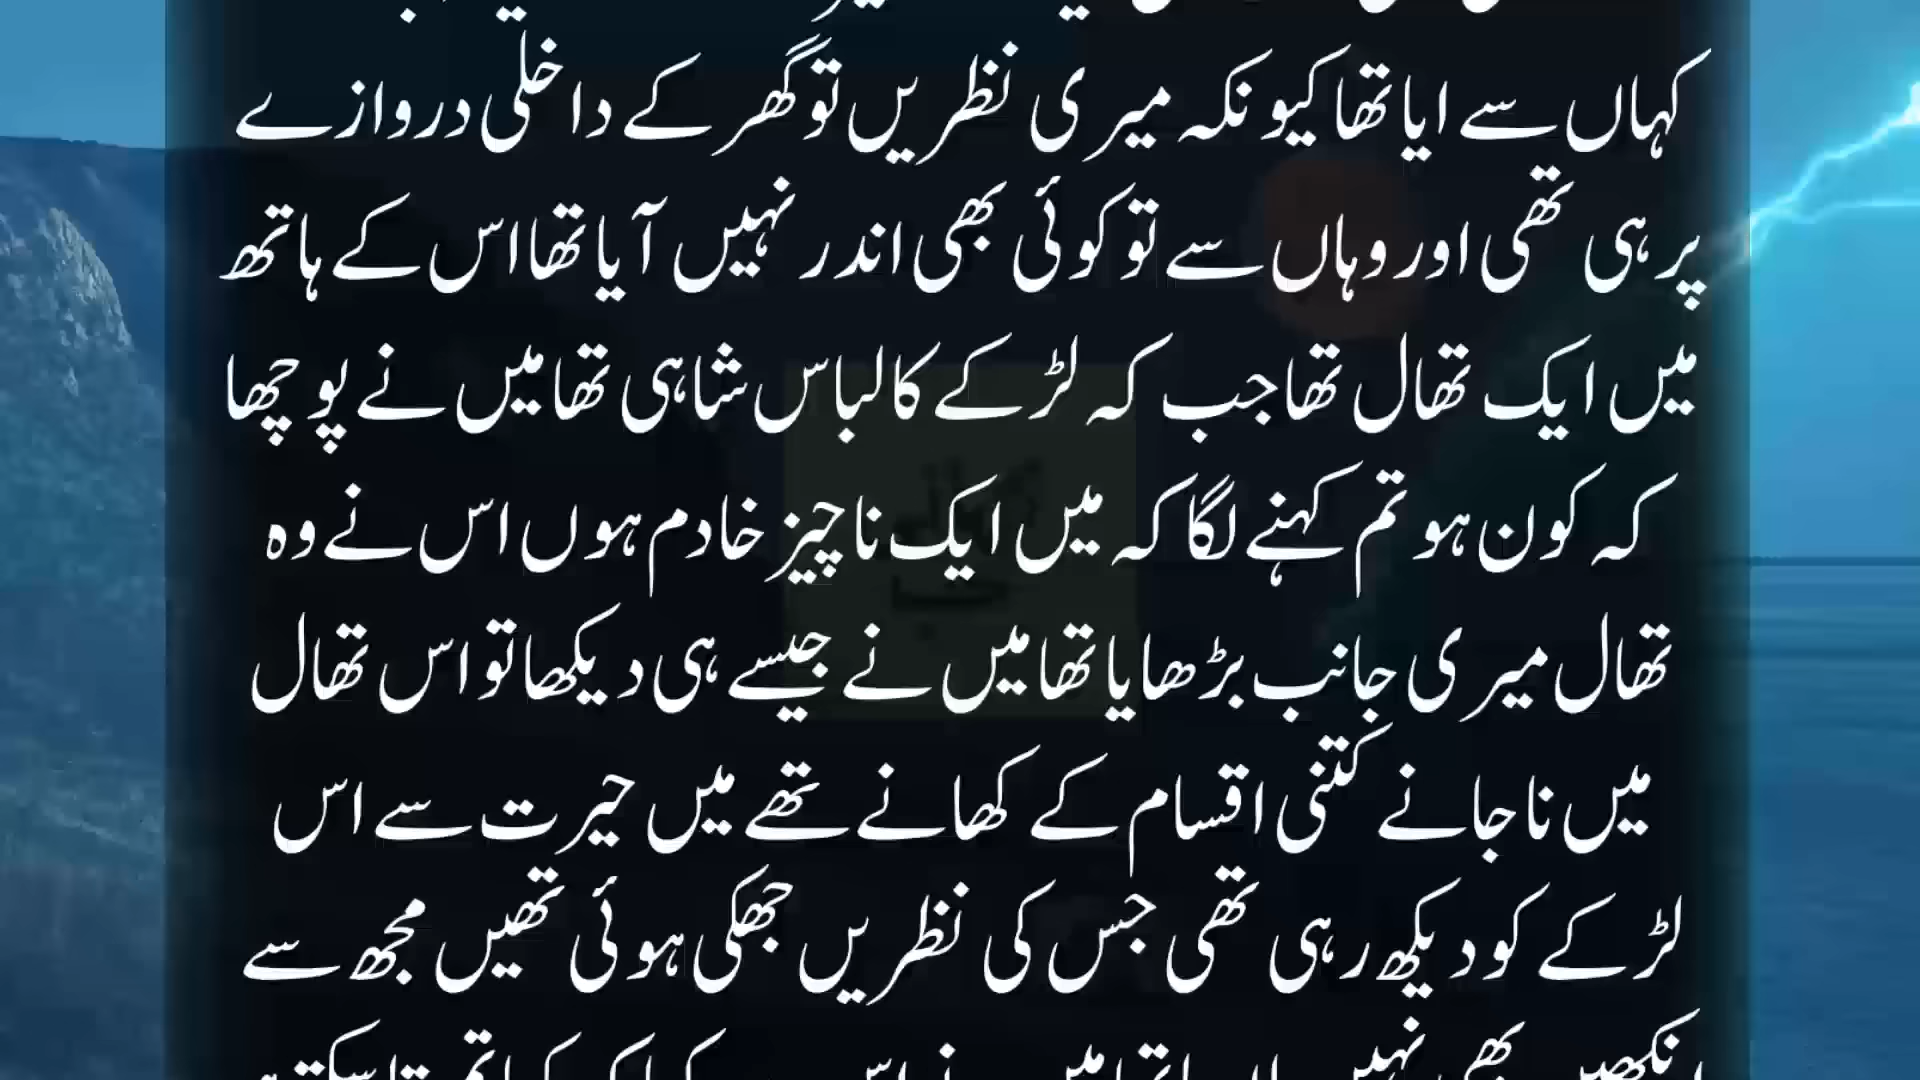 کہاں سے ایا تھا کیونکہ میری نظریں تو گھر کے داخلی دروازے
پر ہی تھی اور وہاں سے تو کوئی بھی اندر نہیں آیا تھا اس کے ہاتھ
میں ایک تھال تھا جب کہ لڑکے کا لباس شاہی تھا میں نے پوچھا
کہ کون ہو تم کہنے لگا کہ میں ایک ناچیز خادم ہوں اس نے وہ
تھال میری جانب بڑھایا تھا میں نے جیسے ہی دیکھا تو اس تھال
میں نا جانے کتنی اقسام کے کھانے تھے میں حیرت سے اس
لڑکے کو دیکھ رہی تھی جس کی نظریں جھکی ہوئی تھیں مجھ سے
انکھیں بھی نہیں